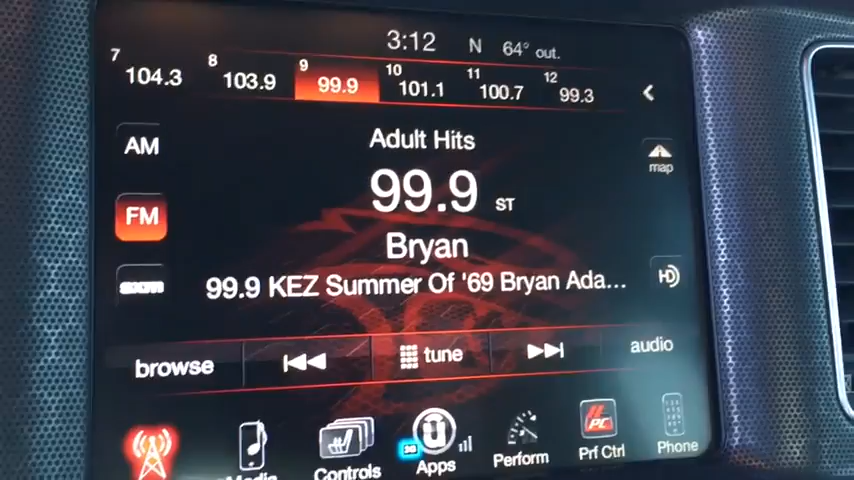 3:12 N 64° out.
7 104.3 8 103.9 9 99.9 10 101.1 11 100.7 12 99.3
AM
Adult Hits
map
FM
99.9 ST
Bryan
HD
99.9 KEZ Summer Of '69 Bryan Ada...
browse tune audio
3G
PC
Media Controls Apps Perform Prf Ctrl Phone